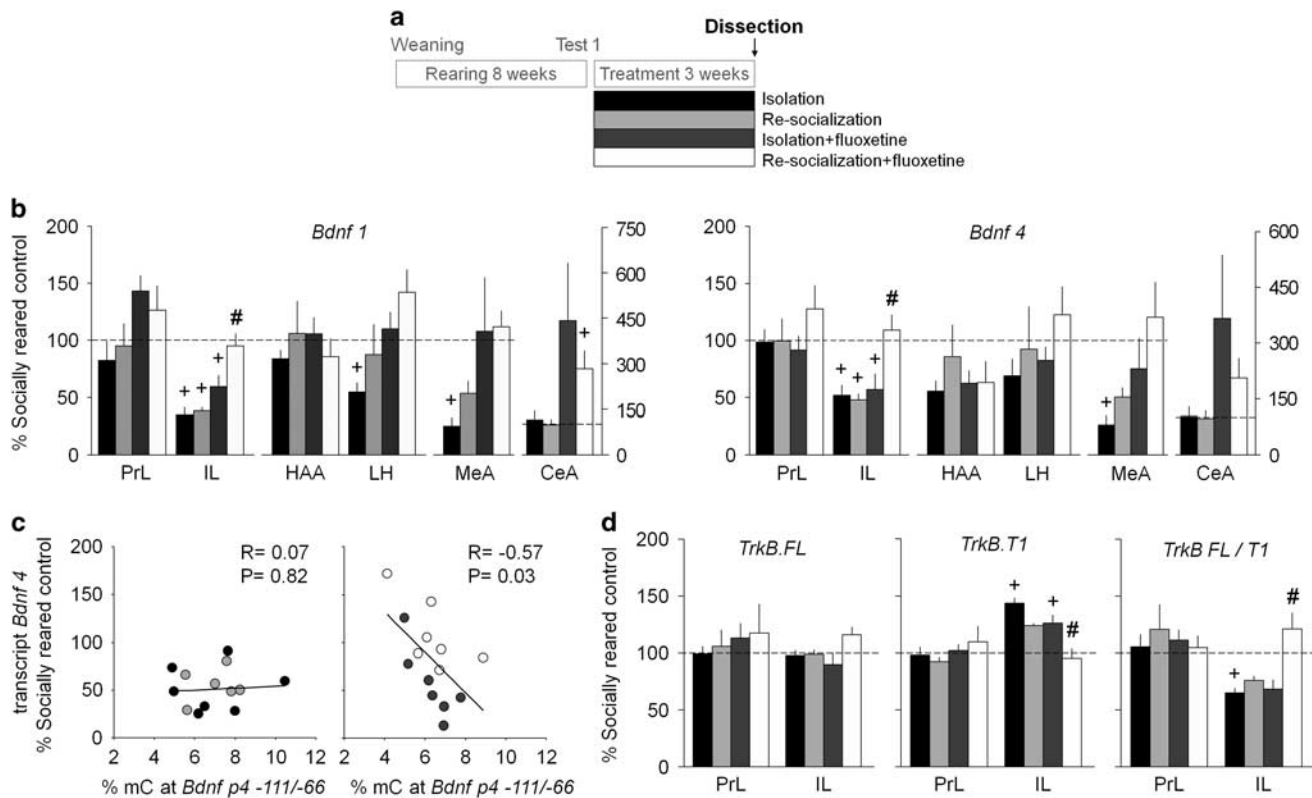 a
Dissection
Weaning Test 1
Rearing 8 weeks Treatment 3 weeks
Isolation
Re-socialization
Isolation+fluoxetine
Re-socialization+fluoxetine
b
Bdnf 1
% Socially reared control
200
150
100
50
0
750
600
450
300
150
0
+ + + # + + +
PrL IL HAA LH MeA CeA
Bdnf 4
200
150
100
50
0
600
450
300
150
0
+ + + # +
PrL IL HAA LH MeA CeA
c
transcript Bdnf 4
% Socially reared control
200
150
100
50
0
R= 0.07
P= 0.82
2 4 6 8 10 12
% mC at Bdnf p4 -111/-66
R= -0.57
P= 0.03
2 4 6 8 10 12
% mC at Bdnf p4 -111/-66
d
% Socially reared control
200
150
100
50
0
TrkB.FL
PrL IL
TrkB.T1
+ + #
PrL IL
TrkB FL / T1
+ #
PrL IL